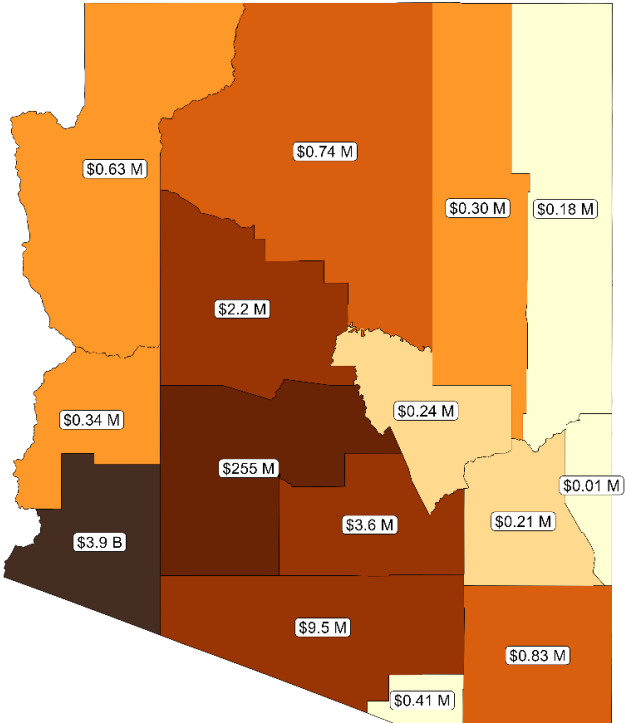 $0.74 M
$0.63 M
$0.30 M
$0.18 M
$2.2 M
$0.24 M
$0.34 M
$255 M
$0.01 M
$3.6 M
$0.21 M
$3.9 B
$9.5 M
$0.83 M
$0.41 M